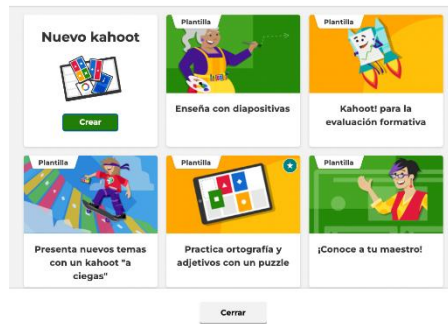 Nuevo kahoot
Crear
Plantilla
Enseña con diapositivas
Plantilla
Kahoot! para la
evaluación formativa
Plantilla
Presenta nuevos temas
con un kahoot "a
ciegas"
Plantilla
Practica ortografía y
adjetivos con un puzzle
Plantilla
¡Conoce a tu maestro!
Cerrar